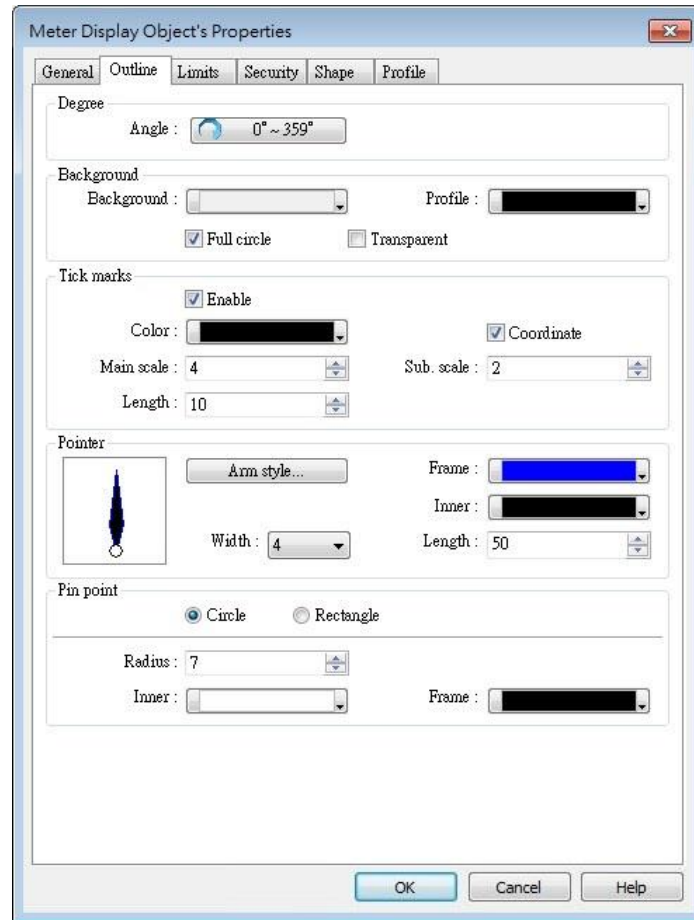 Meter Display Object's Properties
General Outline Limits Security Shape Profile
Degree
Angle : 0° ~ 359°
Background
Background : Profile :
Full circle Transparent
Tick marks
Enable
Color : Coordinate
Main scale : 4 Sub. scale : 2
Length : 10
Pointer
Arm style... Frame :
Inner :
Width : 4 Length : 50
Pin point
Circle Rectangle
Radius : 7
Inner : Frame :
OK Cancel Help